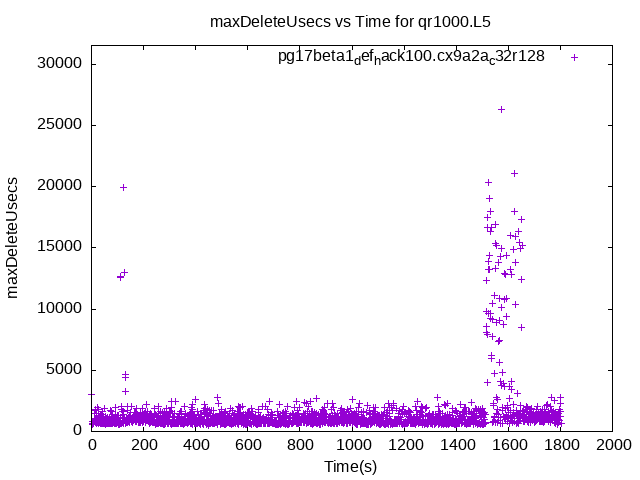 maxDeleteUsecs vs Time for qr1000.L5
pg17beta1_def_hack100.cx9a2a_c32r128
maxDeleteUsecs
30000
25000
20000
15000
10000
5000
0
0 200 400 600 800 1000 1200 1400 1600 1800 2000
Time(s)